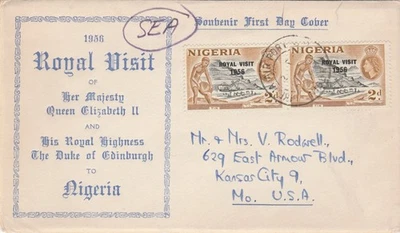 SEA
Souvenir First Day Cover
1956
Royal Visit
OF
Her Majesty
Queen Elizabeth II
AND
His Royal Highness
The Duke of Edinburgh
TO
Nigeria
NIGERIA
ROYAL VISIT
1956
2d
NIGERIA
ROYAL VISIT
1956
2d
Mr. & Mrs. V. Rodwell,
629 East Armour Blvd.,
Kansas City 9,
Mo. U.S.A.